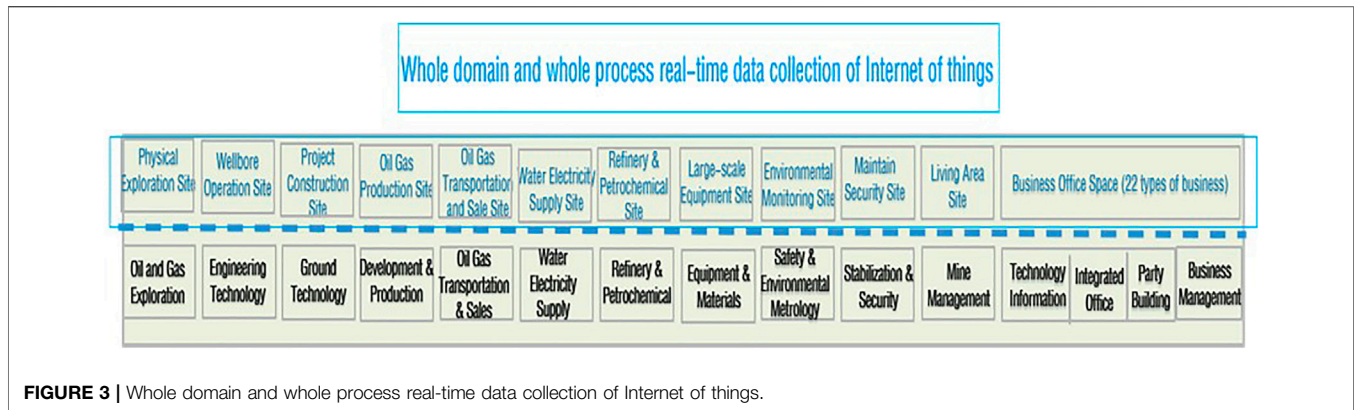 Whole domain and whole process real-time data collection of Internet of things
Physical
Exploration Site
Wellbore
Operation Site
Project
Construction
Site
Oil Gas
Production Site
Oil Gas
Transportation
and Sale Site
Water Electricity
Supply Site
Refinery &
Petrochemical
Site
Large-scale
Equipment Site
Environmental
Monitoring Site
Maintain
Security Site
Living Area
Site
Business Office Space (22 types of business)
Oil and Gas
Exploration
Engineering
Technology
Ground
Technology
Development &
Production
Oil Gas
Transportation
& Sales
Water
Electricity
Supply
Refinery &
Petrochemical
Equipment &
Materials
Safety &
Environmental
Metrology
Stabilization &
Security
Mine
Management
Technology
Information
Integrated
Office
Party
Building
Business
Management
FIGURE 3 | Whole domain and whole process real-time data collection of Internet of things.